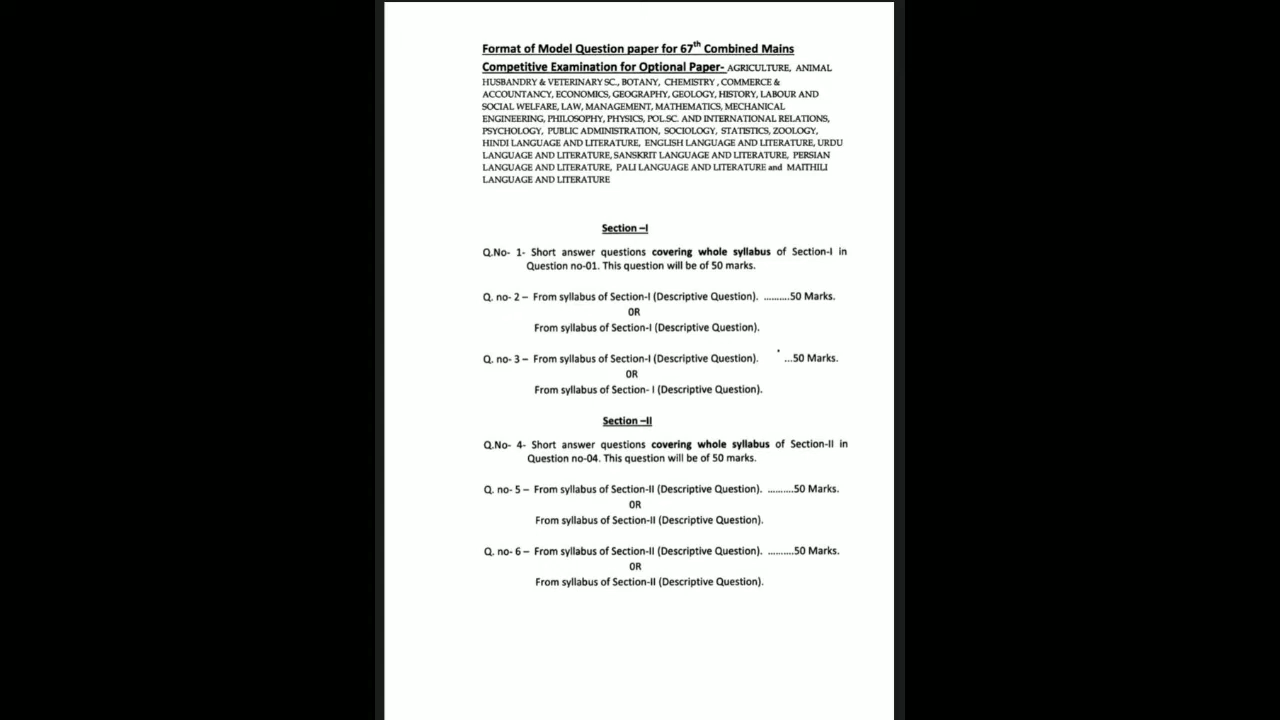 Format of Model Question paper for 67th Combined Mains
Competitive Examination for Optional Paper- AGRICULTURE, ANIMAL
HUSBANDRY & VETERINARY SC., BOTANY, CHEMISTRY , COMMERCE &
ACCOUNTANCY, ECONOMICS, GEOGRAPHY, GEOLOGY, HISTORY, LABOUR AND
SOCIAL WELFARE, LAW, MANAGEMENT, MATHEMATICS, MECHANICAL
ENGINEERING, PHILOSOPHY, PHYSICS, POL.SC. AND INTERNATIONAL RELATIONS,
PSYCHOLOGY, PUBLIC ADMINISTRATION, SOCIOLOGY, STATISTICS, ZOOLOGY,
HINDI LANGUAGE AND LITERATURE, ENGLISH LANGUAGE AND LITERATURE, URDU
LANGUAGE AND LITERATURE, SANSKRIT LANGUAGE AND LITERATURE, PERSIAN
LANGUAGE AND LITERATURE, PALI LANGUAGE AND LITERATURE and MAITHILI
LANGUAGE AND LITERATURE
Section –I
Q.No- 1- Short answer questions covering whole syllabus of Section-I in
Question no-01. This question will be of 50 marks.
Q. no- 2 – From syllabus of Section-I (Descriptive Question). ..........50 Marks.
OR
From syllabus of Section-I (Descriptive Question).
Q. no- 3 – From syllabus of Section-I (Descriptive Question). ...50 Marks.
OR
From syllabus of Section- I (Descriptive Question).
Section –II
Q.No- 4- Short answer questions covering whole syllabus of Section-II in
Question no-04. This question will be of 50 marks.
Q. no- 5 – From syllabus of Section-II (Descriptive Question). ..........50 Marks.
OR
From syllabus of Section-II (Descriptive Question).
Q. no- 6 – From syllabus of Section-II (Descriptive Question). ..........50 Marks.
OR
From syllabus of Section-II (Descriptive Question).